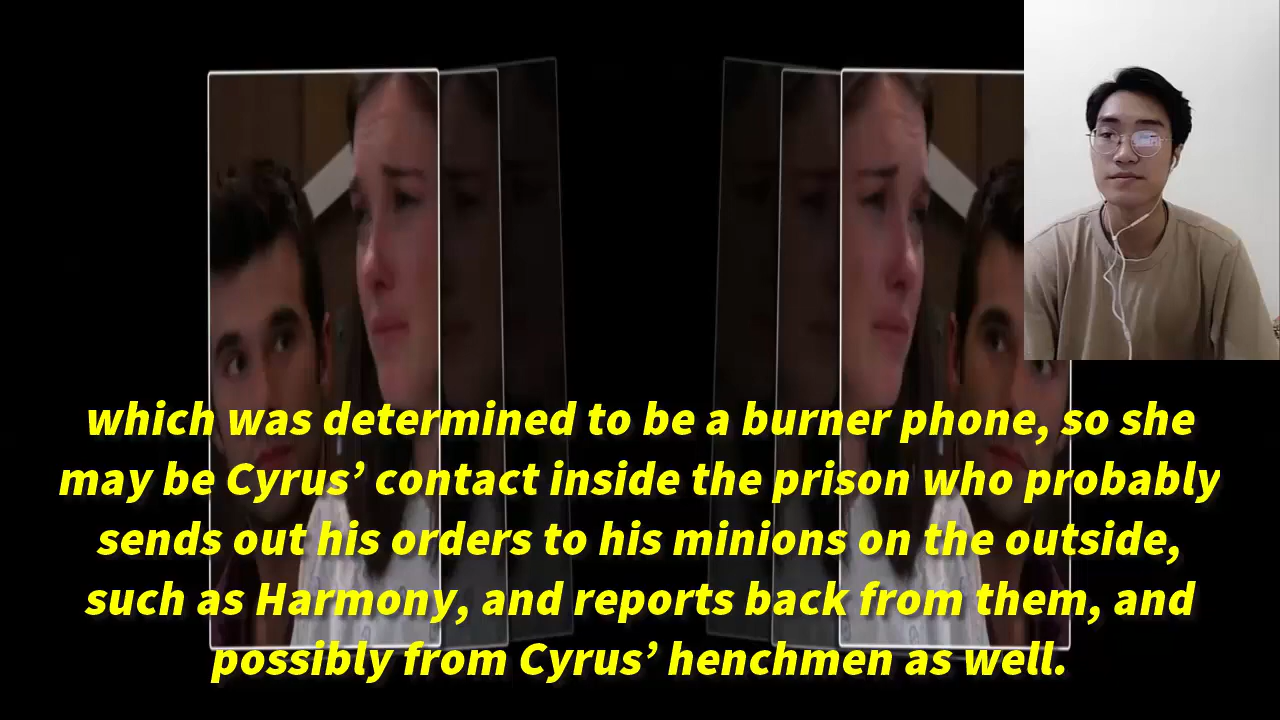 which was determined to be a burner phone, so she
may be Cyrus’ contact inside the prison who probably
sends out his orders to his minions on the outside,
such as Harmony, and reports back from them, and
possibly from Cyrus’ henchmen as well.